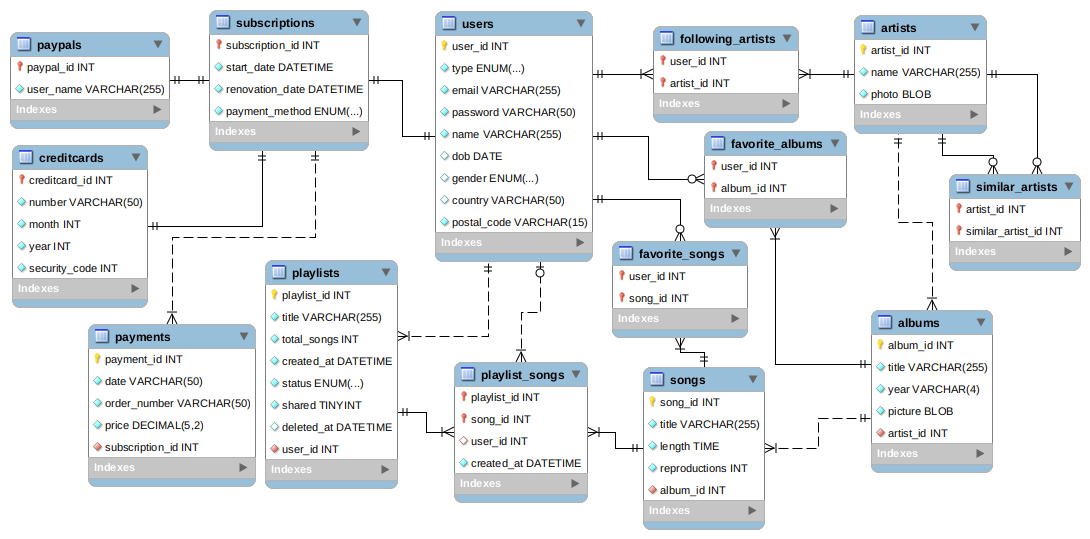 paypals
paypal_id INT
user_name VARCHAR(255)
Indexes
subscriptions
subscription_id INT
start_date DATETIME
renovation_date DATETIME
payment_method ENUM(...)
Indexes
users
user_id INT
type ENUM(...)
email VARCHAR(255)
password VARCHAR(50)
name VARCHAR(255)
dob DATE
gender ENUM(...)
country VARCHAR(50)
postal_code VARCHAR(15)
Indexes
following_artists
user_id INT
artist_id INT
Indexes
artists
artist_id INT
name VARCHAR(255)
photo BLOB
Indexes
creditcards
creditcard_id INT
number VARCHAR(50)
month INT
year INT
security_code INT
Indexes
favorite_albums
user_id INT
album_id INT
Indexes
similar_artists
artist_id INT
similar_artist_id INT
Indexes
favorite_songs
user_id INT
song_id INT
Indexes
playlists
playlist_id INT
title VARCHAR(255)
total_songs INT
created_at DATETIME
status ENUM(...)
shared TINYINT
deleted_at DATETIME
user_id INT
Indexes
payments
payment_id INT
date VARCHAR(50)
order_number VARCHAR(50)
price DECIMAL(5,2)
subscription_id INT
Indexes
playlist_songs
playlist_id INT
song_id INT
user_id INT
created_at DATETIME
Indexes
songs
song_id INT
title VARCHAR(255)
length TIME
reproductions INT
album_id INT
Indexes
albums
album_id INT
title VARCHAR(255)
year VARCHAR(4)
picture BLOB
artist_id INT
Indexes